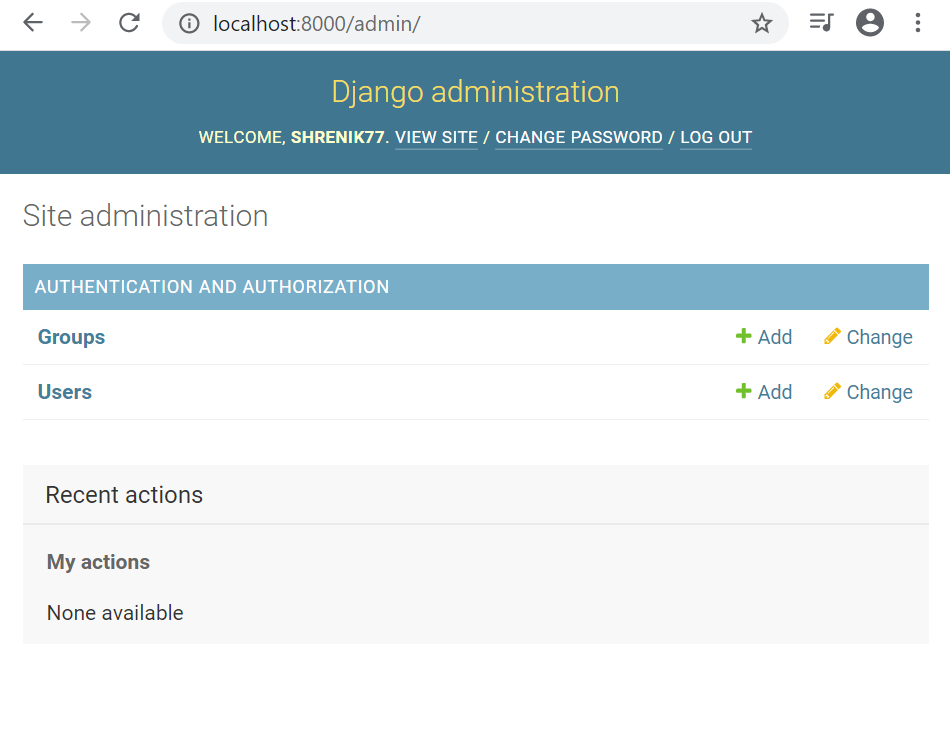 localhost:8000/admin/
Django administration
WELCOME, SHRENIK77. VIEW SITE / CHANGE PASSWORD / LOG OUT
Site administration
AUTHENTICATION AND AUTHORIZATION
Groups Add Change
Users Add Change
Recent actions
My actions
None available